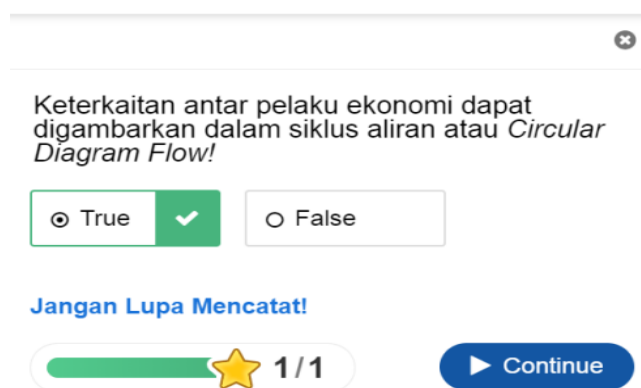 Keterkaitan antar pelaku ekonomi dapat
digambarkan dalam siklus aliran atau Circular
Diagram Flow!
True
False
Jangan Lupa Mencatat!
1/1
Continue